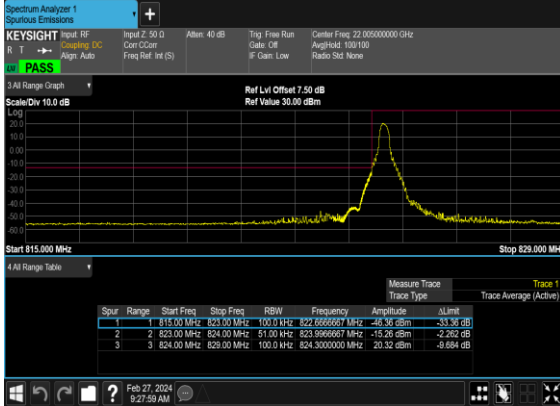 Spectrum Analyzer 1
Spurious Emissions
+
KEYSIGHT Input: RF Input Z: 50 Ω Atten: 40 dB Trig: Free Run Center Freq: 22.005000000 GHz
R T Coupling: DC Corr CCorr Gate: Off Avg|Hold: 100/100
Align: Auto Freq Ref: Int (S) IF Gain: Low Radio Std: None
LXI PASS
3 All Range Graph
Ref Lvl Offset 7.50 dB
Scale/Div 10.0 dB Ref Value 30.00 dBm
Log
20.0
10.0
0.00
-10.0
-20.0
-30.0
-40.0
-50.0
-60.0
Start 815.000 MHz Stop 829.000 MH
4 All Range Table
Measure Trace Trace 1
Trace Type Trace Average (Active)
Spur Range Start Freq Stop Freq RBW Frequency Amplitude ΔLimit
1 1 815.00 MHz 823.00 MHz 100.0 kHz 822.6666667 MHz -46.36 dBm -33.36 dB
2 2 823.00 MHz 824.00 MHz 51.00 kHz 823.9966667 MHz -15.26 dBm -2.262 dB
3 3 824.00 MHz 829.00 MHz 100.0 kHz 824.3000000 MHz 20.32 dBm -9.684 dB
? Feb 27, 2024
9:27:59 AM